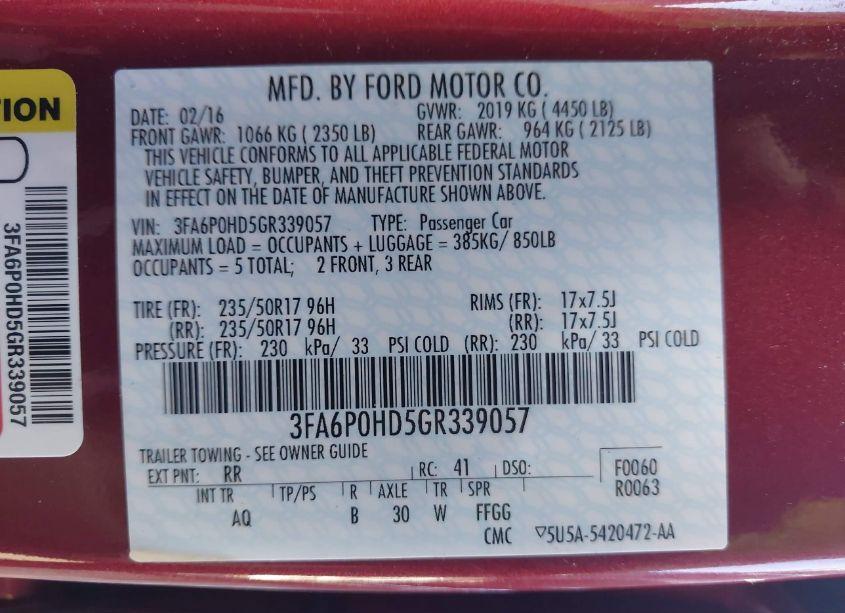 TION
3FA6P0HD5GR339057
MFD. BY FORD MOTOR CO.
DATE: 02/16 GVWR: 2019 KG ( 4450 LB)
FRONT GAWR: 1066 KG ( 2350 LB) REAR GAWR: 964 KG ( 2125 LB)
THIS VEHICLE CONFORMS TO ALL APPLICABLE FEDERAL MOTOR
VEHICLE SAFETY, BUMPER, AND THEFT PREVENTION STANDARDS
IN EFFECT ON THE DATE OF MANUFACTURE SHOWN ABOVE.
VIN: 3FA6P0HD5GR339057 TYPE: Passenger Car
MAXIMUM LOAD = OCCUPANTS + LUGGAGE = 385KG/ 850LB
OCCUPANTS = 5 TOTAL; 2 FRONT, 3 REAR
TIRE (FR): 235/50R17 96H RIMS (FR): 17x7.5J
(RR): 235/50R17 96H (RR): 17x7.5J
PRESSURE (FR): 230 kPa/ 33 PSI COLD (RR): 230 kPa/ 33 PSI COLD
3FA6P0HD5GR339057
TRAILER TOWING - SEE OWNER GUIDE
EXT PNT: RR RC: 41 DSO: F0060
INT TR TP/PS R AXLE TR SPR R0063
AQ B 30 W FFGG
CMC ▽5U5A-5420472-AA